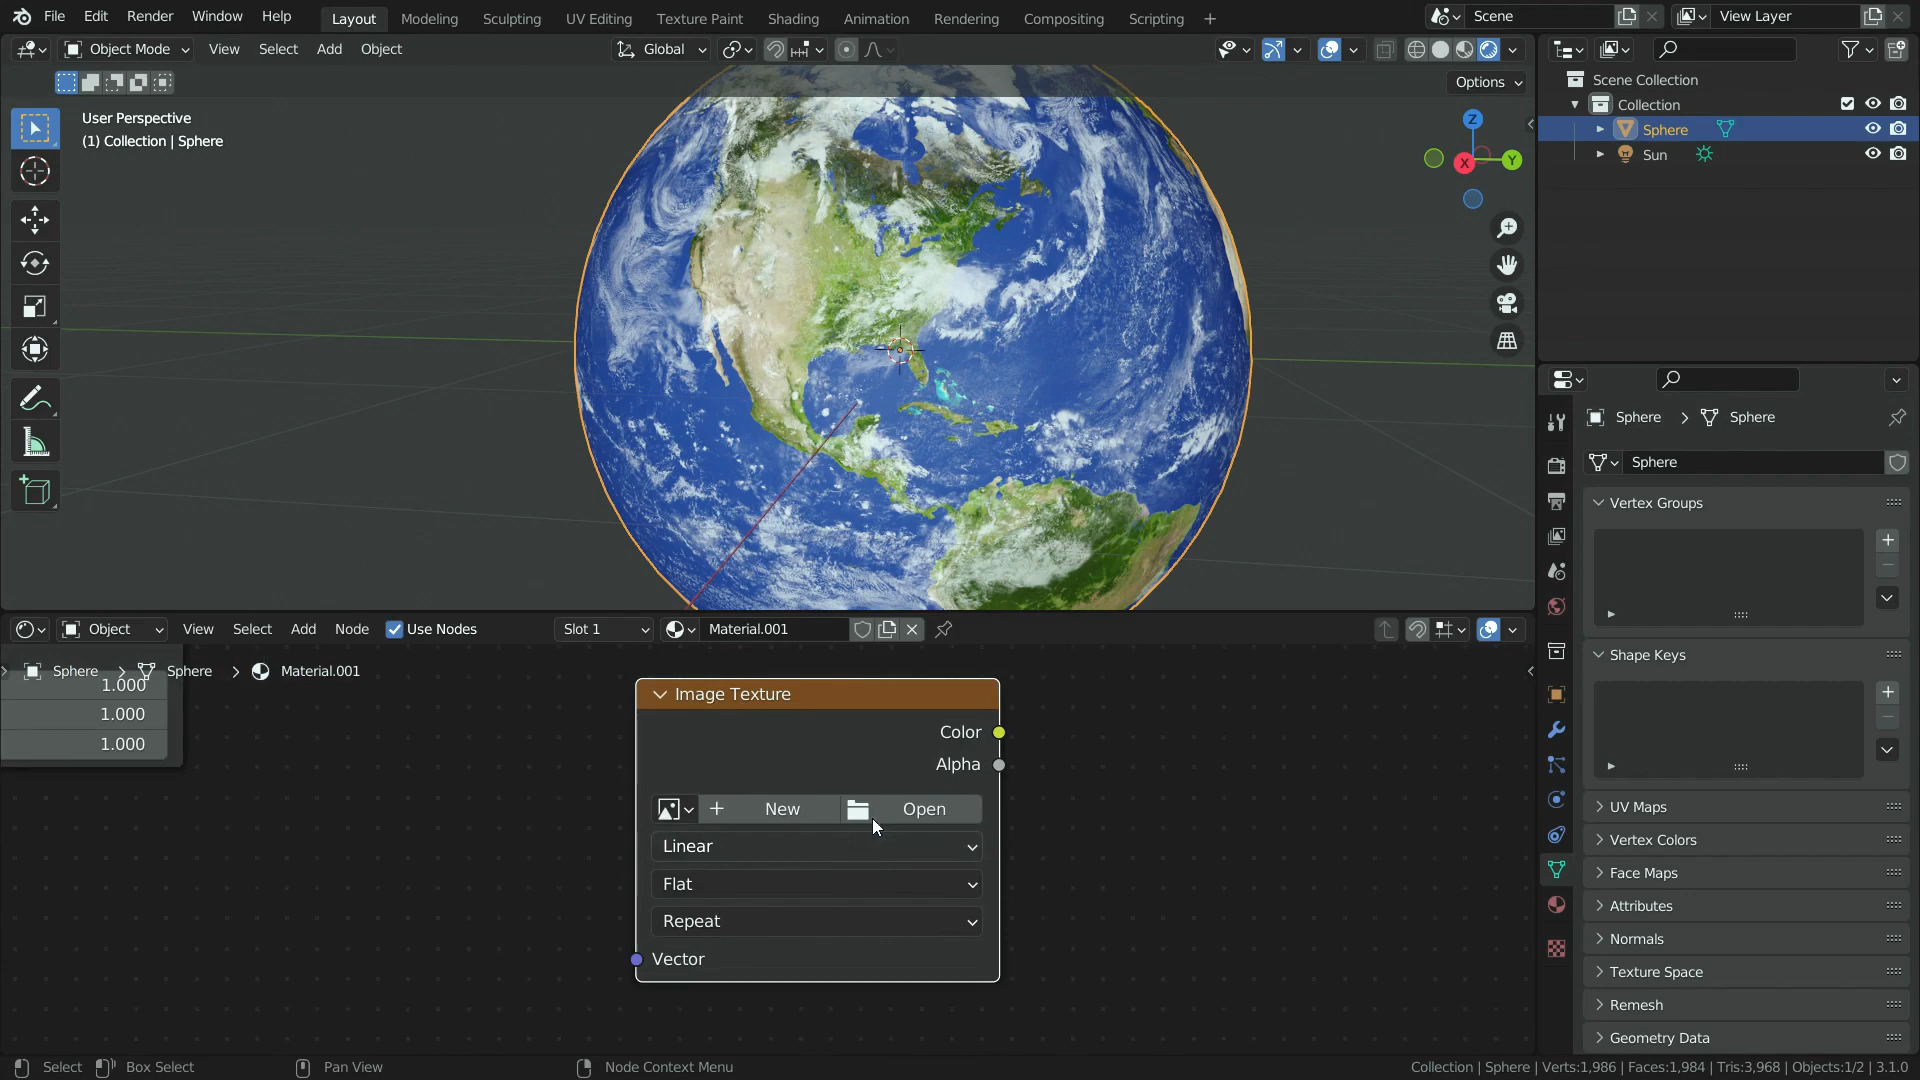 File Edit Render Window Help Layout Modeling Sculpting UV Editing Texture Paint Shading Animation Rendering Compositing Scripting + Scene View Layer
Object Mode View Select Add Object Global
Options
User Perspective
(1) Collection | Sphere
Z
X
Y
Scene Collection
Collection
Sphere
Sun
Sphere Sphere
Sphere
Vertex Groups
Shape Keys
UV Maps
Vertex Colors
Face Maps
Attributes
Normals
Texture Space
Remesh
Geometry Data
Object View Select Add Node Use Nodes Slot 1 Material.001
Sphere Sphere Material.001
1.000
1.000
1.000
Image Texture
Color
Alpha
New Open
Linear
Flat
Repeat
Vector
Select Box Select Pan View Node Context Menu Collection | Sphere | Verts:1,986 | Faces:1,984 | Tris:3,968 | Objects:1/2 | 3.1.0